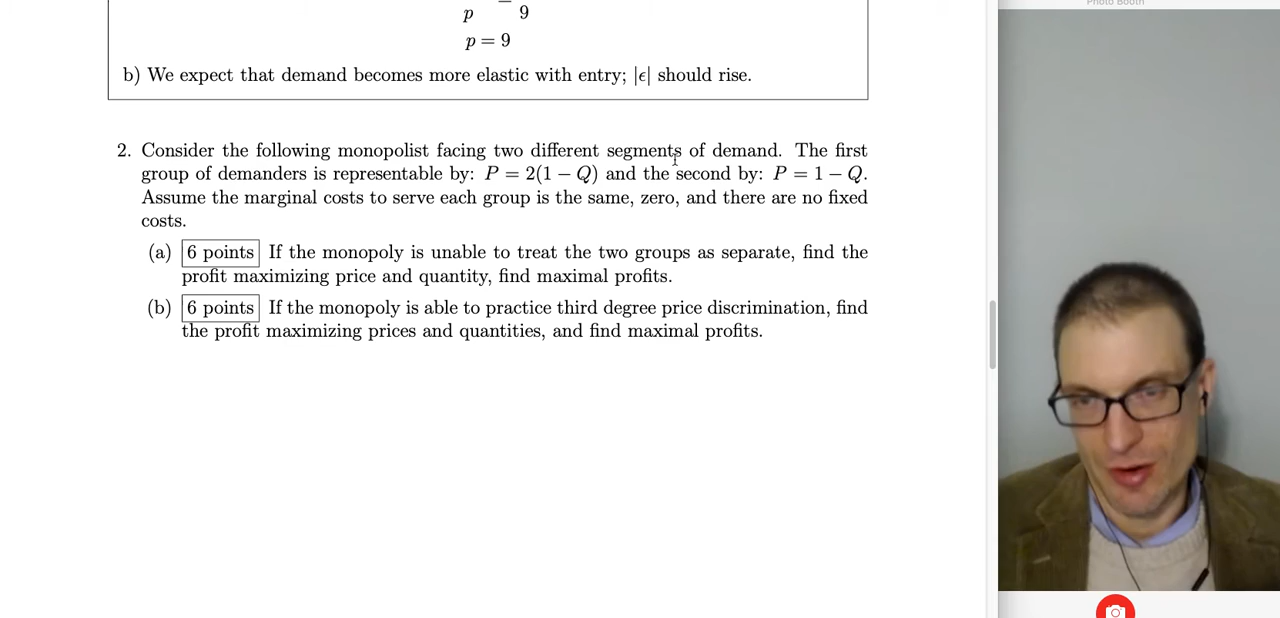 p 9
p = 9
b) We expect that demand becomes more elastic with entry; |ϵ| should rise.
2. Consider the following monopolist facing two different segments of demand. The first
group of demanders is representable by: P = 2(1 − Q) and the second by: P = 1 − Q.
Assume the marginal costs to serve each group is the same, zero, and there are no fixed
costs.
(a) 6 points If the monopoly is unable to treat the two groups as separate, find the
profit maximizing price and quantity, find maximal profits.
(b) 6 points If the monopoly is able to practice third degree price discrimination, find
the profit maximizing prices and quantities, and find maximal profits.
Photo Booth